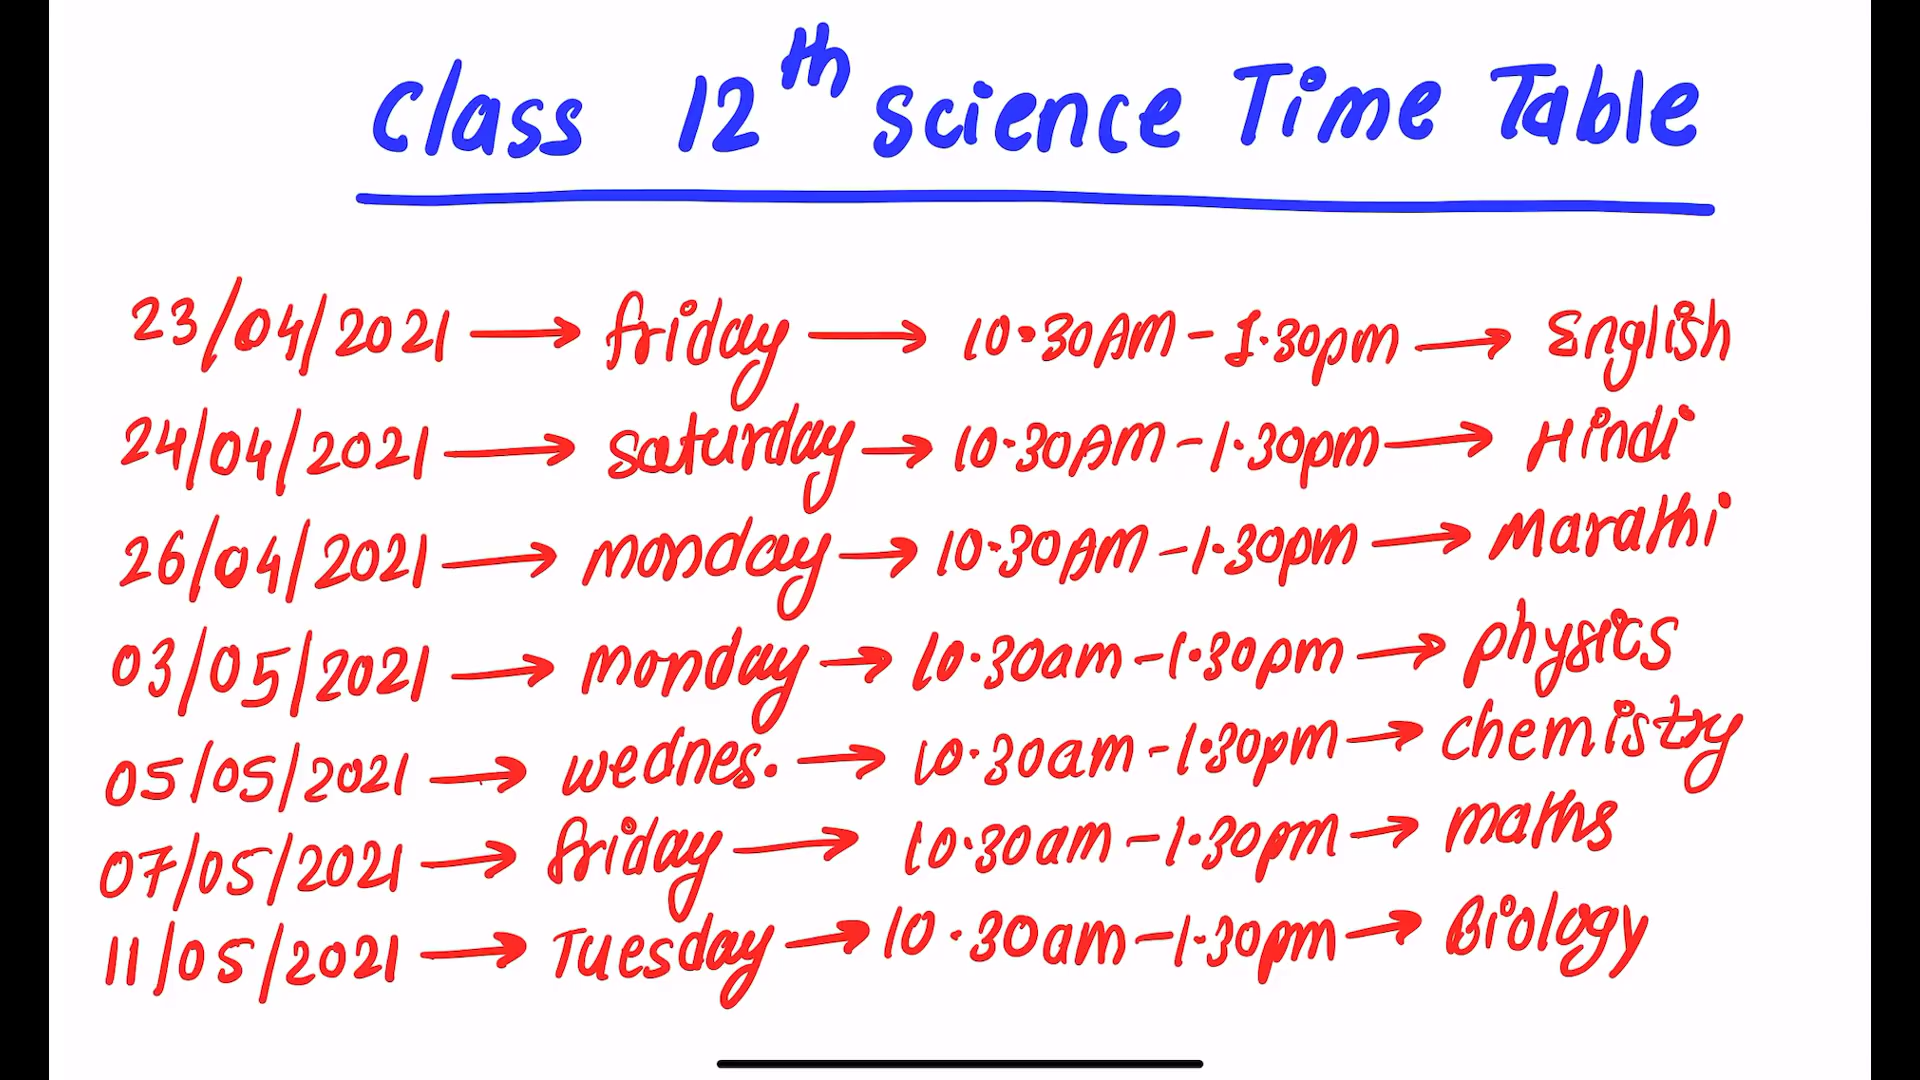 Class 12th science Time Table
23/04/2021 → friday → 10.30AM - 1.30pm → English
24/04/2021 → saturday → 10.30AM - 1.30pm → Hindi
26/04/2021 → monday → 10.30AM - 1.30pm → Marathi
03/05/2021 → monday → 10.30am - 1.30pm → physics
05/05/2021 → wednes. → 10.30am - 1.30pm → chemistry
07/05/2021 → friday → 10.30am - 1.30pm → maths
11/05/2021 → Tuesday → 10.30am - 1.30pm → Biology